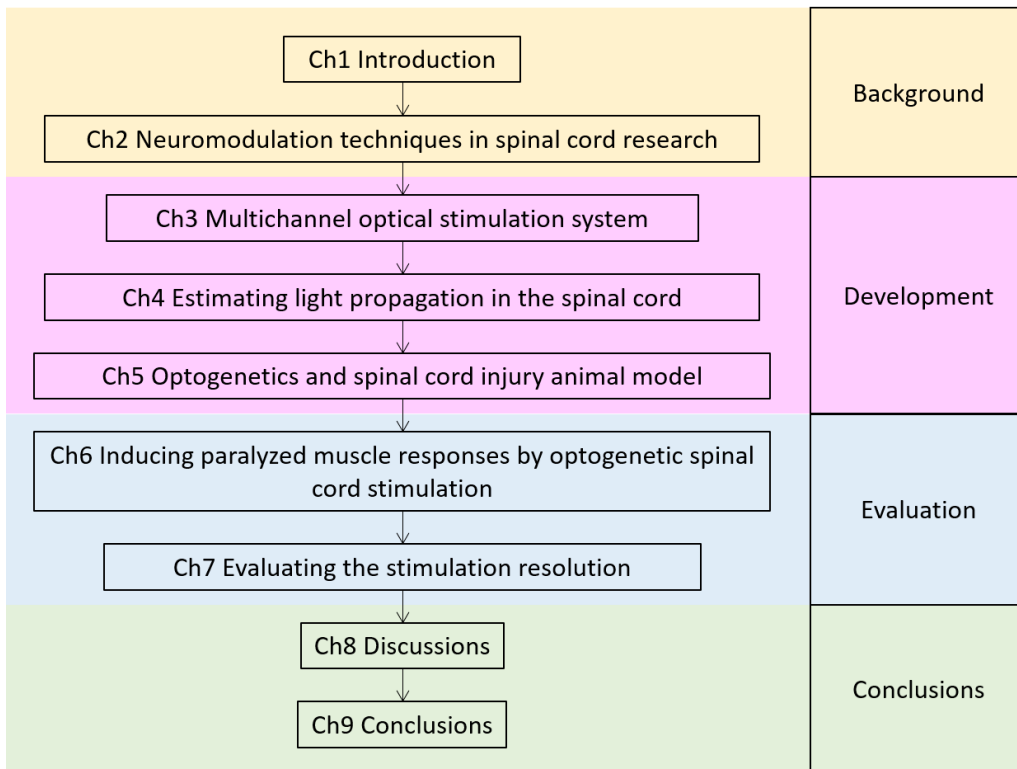 Ch1 Introduction
Ch2 Neuromodulation techniques in spinal cord research
Background
Ch3 Multichannel optical stimulation system
Ch4 Estimating light propagation in the spinal cord
Ch5 Optogenetics and spinal cord injury animal model
Development
Ch6 Inducing paralyzed muscle responses by optogenetic spinal
cord stimulation
Ch7 Evaluating the stimulation resolution
Evaluation
Ch8 Discussions
Ch9 Conclusions
Conclusions